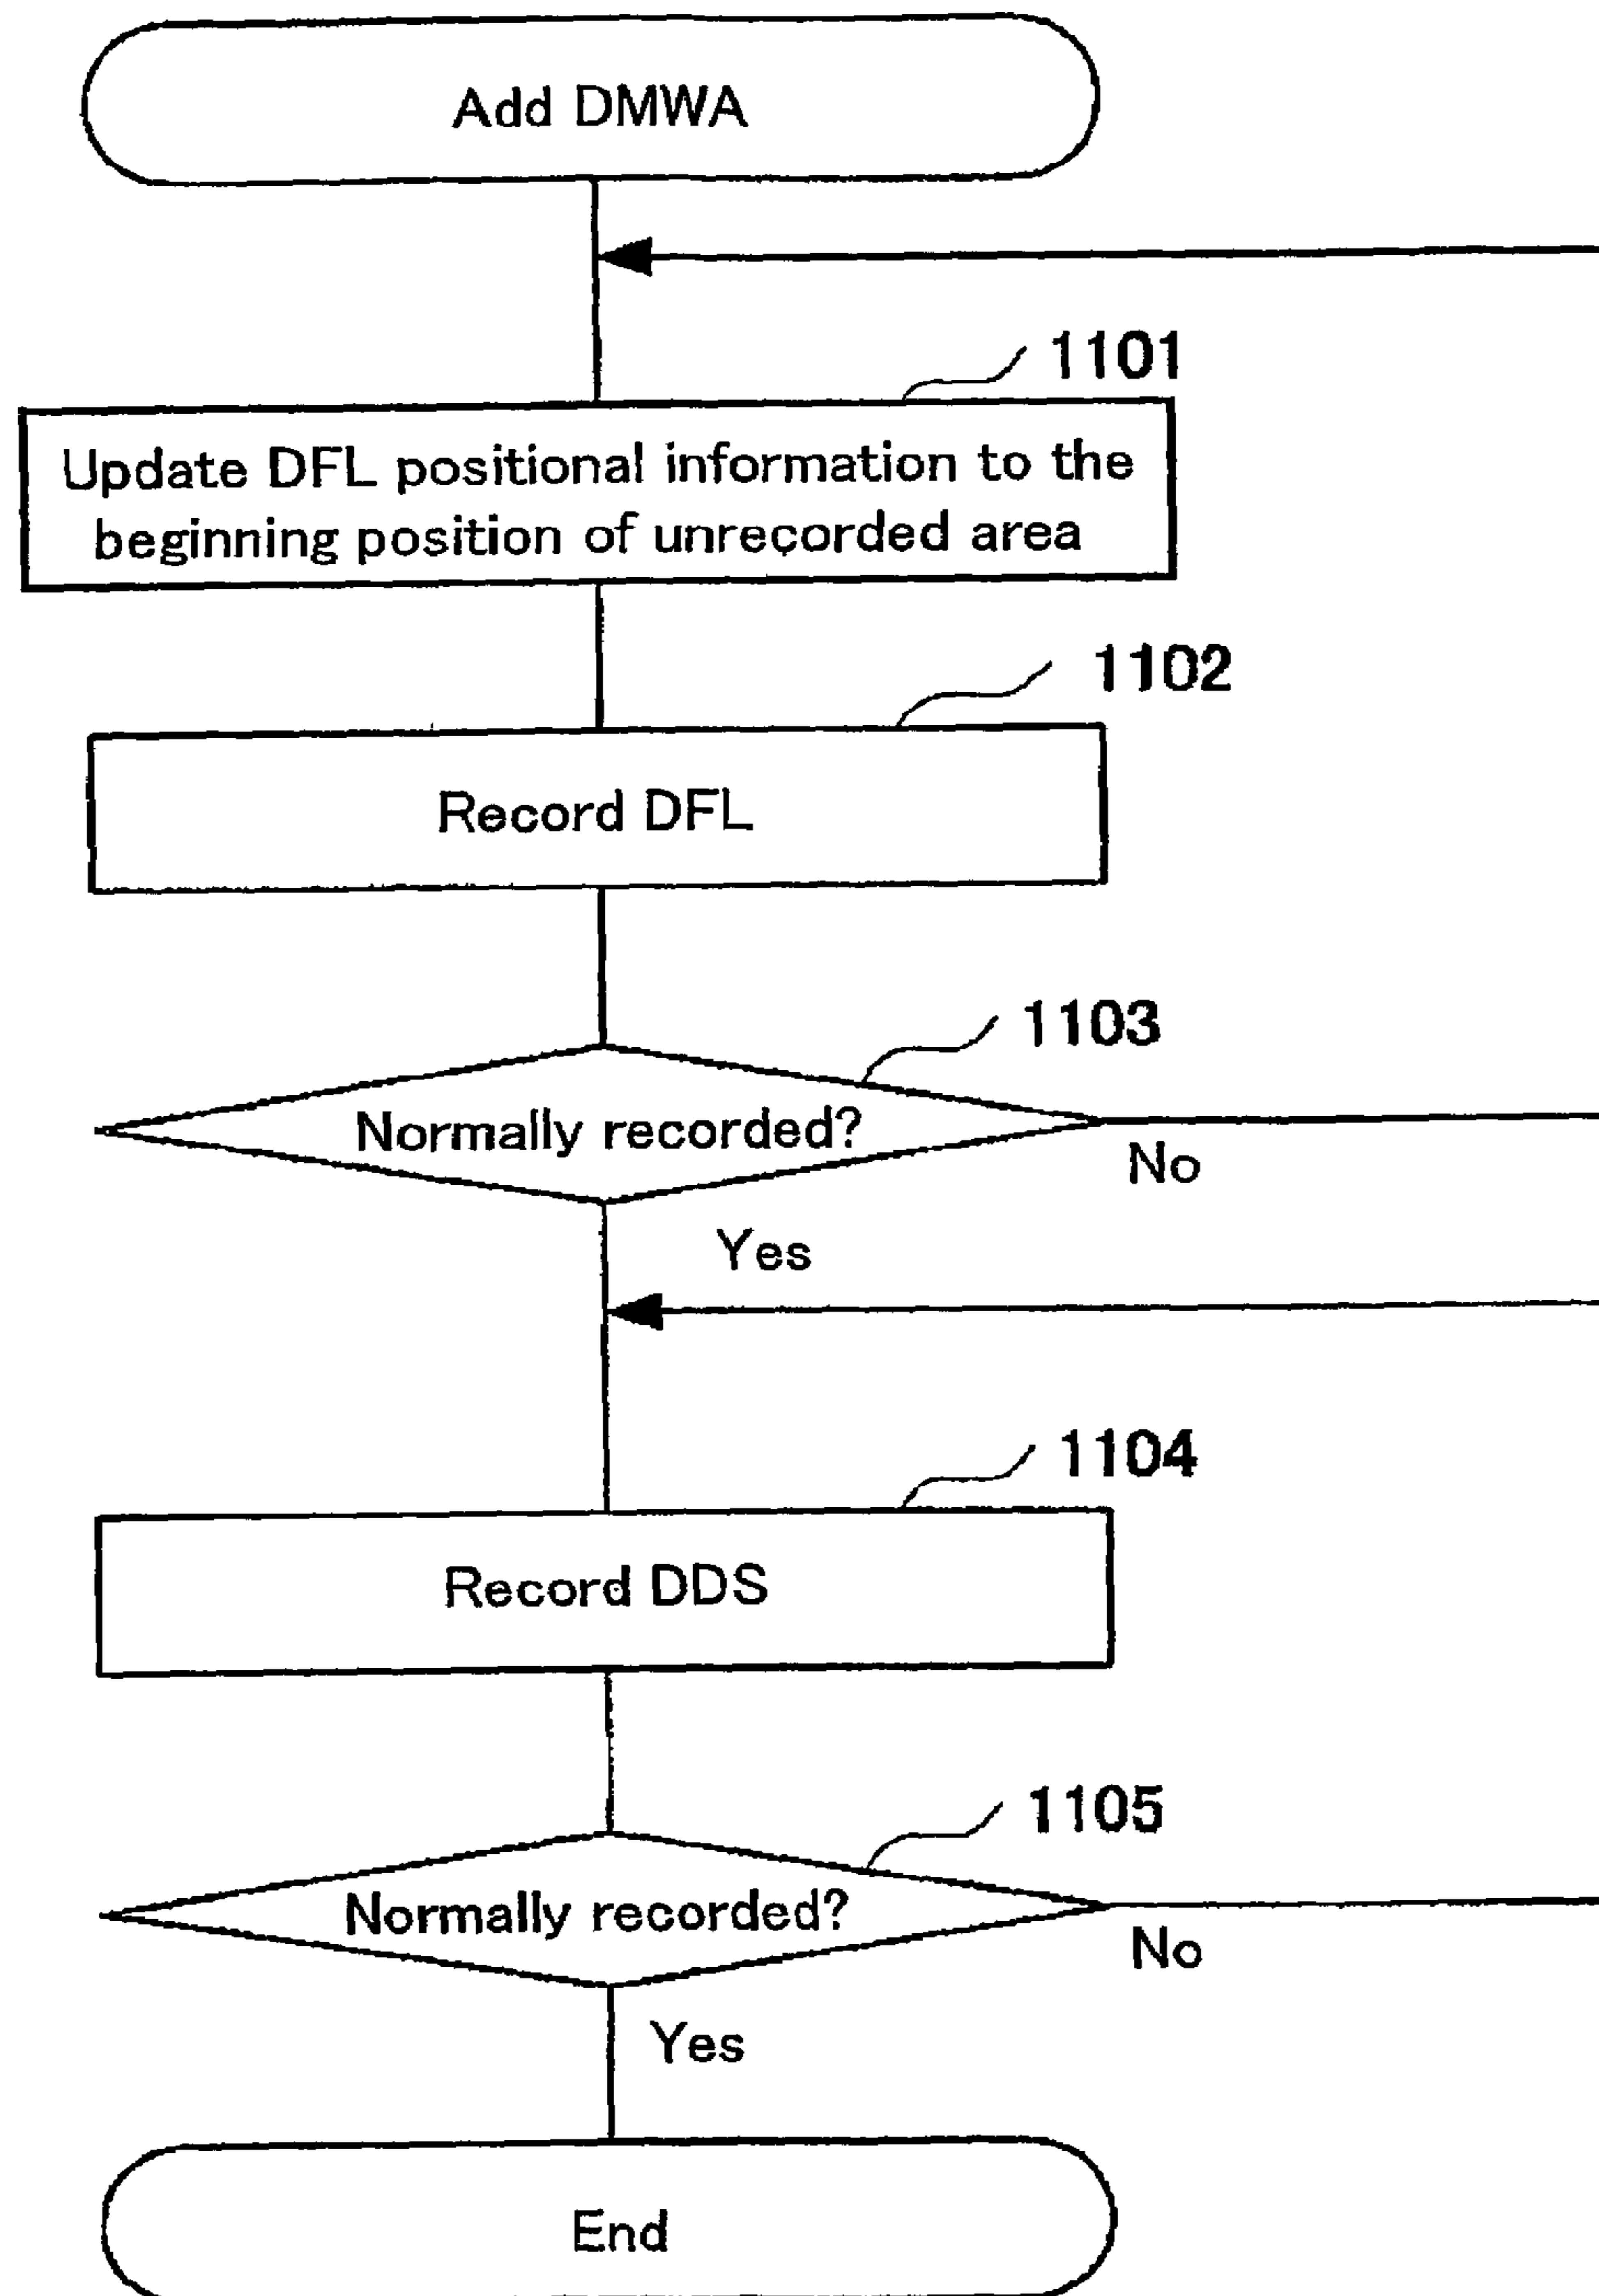 Add DMWA
1101
Update DFL positional information to the
beginning position of unrecorded area
1102
Record DFL
1103
Normally recorded?
No
Yes
1104
Record DDS
1105
Normally recorded?
No
Yes
End